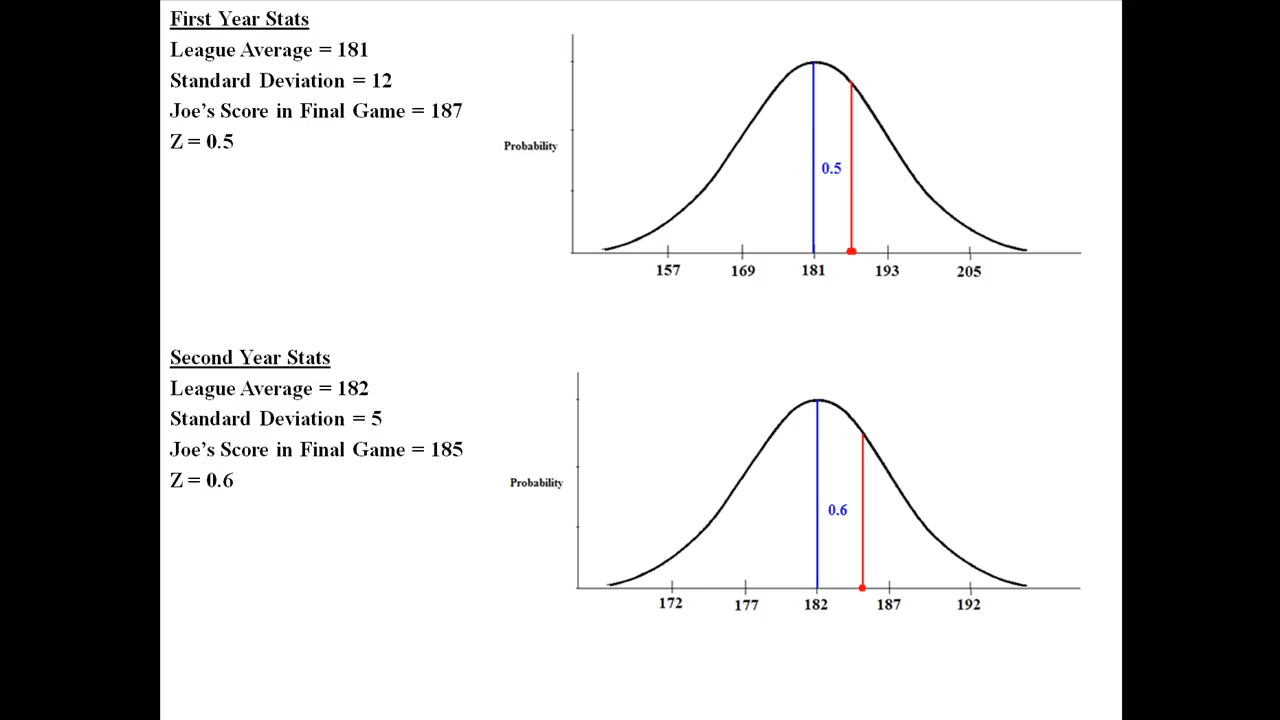 First Year Stats
League Average = 181
Standard Deviation = 12
Joe's Score in Final Game = 187
Z = 0.5
Probability
0.5
157 169 181 193 205
Second Year Stats
League Average = 182
Standard Deviation = 5
Joe's Score in Final Game = 185
Z = 0.6
Probability
0.6
172 177 182 187 192